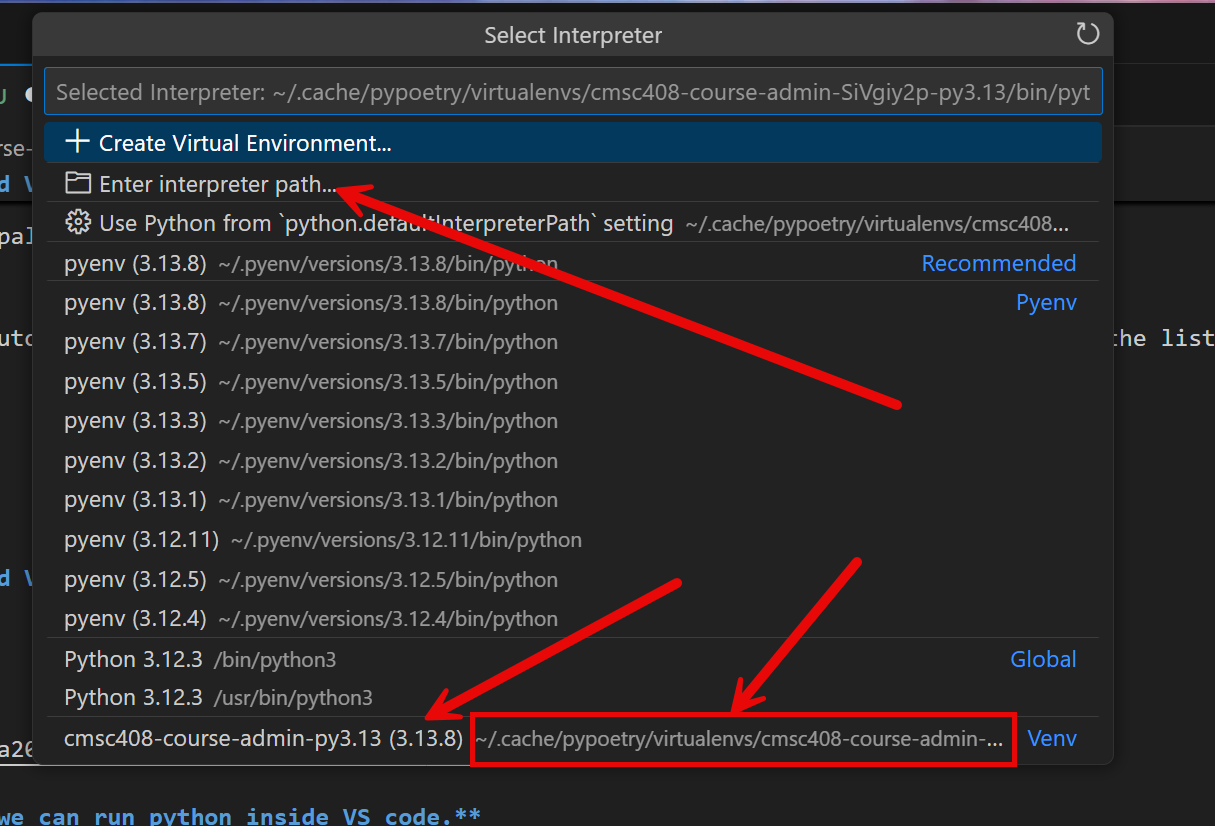 Select Interpreter
Selected Interpreter: ~/.cache/pypoetry/virtualenvs/cmsc408-course-admin-SiVgiy2p-py3.13/bin/pyt
Create Virtual Environment...
rse-
Enter interpreter path...
d V
Use Python from `python.defaultInterpreterPath` setting ~/.cache/pypoetry/virtualenvs/cmsc408...
pal
pyenv (3.13.8) ~/.pyenv/versions/3.13.8/bin/python Recommended
pyenv (3.13.8) ~/.pyenv/versions/3.13.8/bin/python Pyenv
pyenv (3.13.7) ~/.pyenv/versions/3.13.7/bin/python
utc the list
pyenv (3.13.5) ~/.pyenv/versions/3.13.5/bin/python
pyenv (3.13.3) ~/.pyenv/versions/3.13.3/bin/python
pyenv (3.13.2) ~/.pyenv/versions/3.13.2/bin/python
pyenv (3.13.1) ~/.pyenv/versions/3.13.1/bin/python
pyenv (3.12.11) ~/.pyenv/versions/3.12.11/bin/python
pyenv (3.12.5) ~/.pyenv/versions/3.12.5/bin/python
d V
pyenv (3.12.4) ~/.pyenv/versions/3.12.4/bin/python
Python 3.12.3 /bin/python3 Global
Python 3.12.3 /usr/bin/python3
cmsc408-course-admin-py3.13 (3.13.8) ~/.cache/pypoetry/virtualenvs/cmsc408-course-admin-... Venv
a26
we can run python inside VS code.**